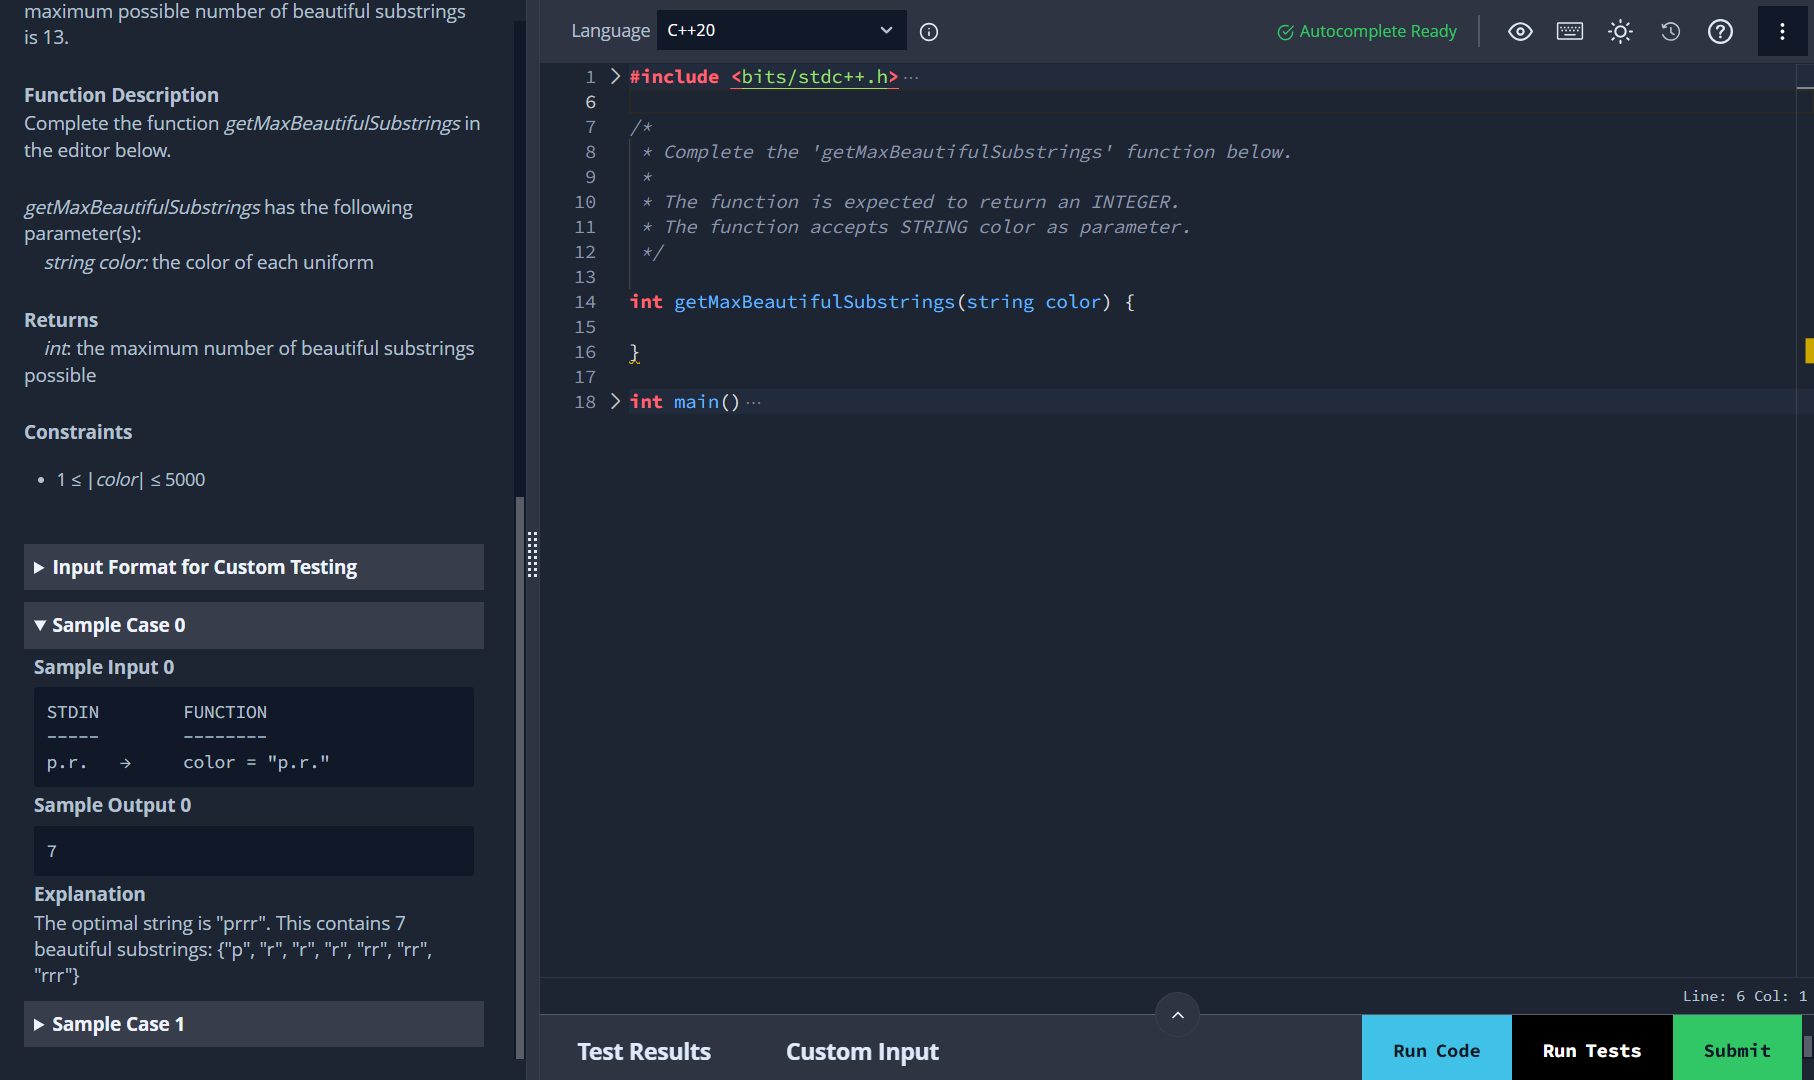 maximum possible number of beautiful substrings
is 13.
Function Description
Complete the function getMaxBeautifulSubstrings in
the editor below.
getMaxBeautifulSubstrings has the following
parameter(s):
string color: the color of each uniform
Returns
int: the maximum number of beautiful substrings
possible
Constraints
• 1 ≤ |color| ≤ 5000
Input Format for Custom Testing
Sample Case 0
Sample Input 0
STDIN FUNCTION
----- --------
p.r. → color = "p.r."
Sample Output 0
7
Explanation
The optimal string is "prrr". This contains 7
beautiful substrings: {"p", "r", "r", "r", "rr", "rr",
"rrr"}
Sample Case 1
Language C++20
Autocomplete Ready
1 #include <bits/stdc++.h> ...
6
7 /*
8 * Complete the 'getMaxBeautifulSubstrings' function below.
9 *
10 * The function is expected to return an INTEGER.
11 * The function accepts STRING color as parameter.
12 */
13
14 int getMaxBeautifulSubstrings(string color) {
15
16 }
17
18 int main() ...
Line: 6 Col: 1
Test Results Custom Input Run Code Run Tests Submit